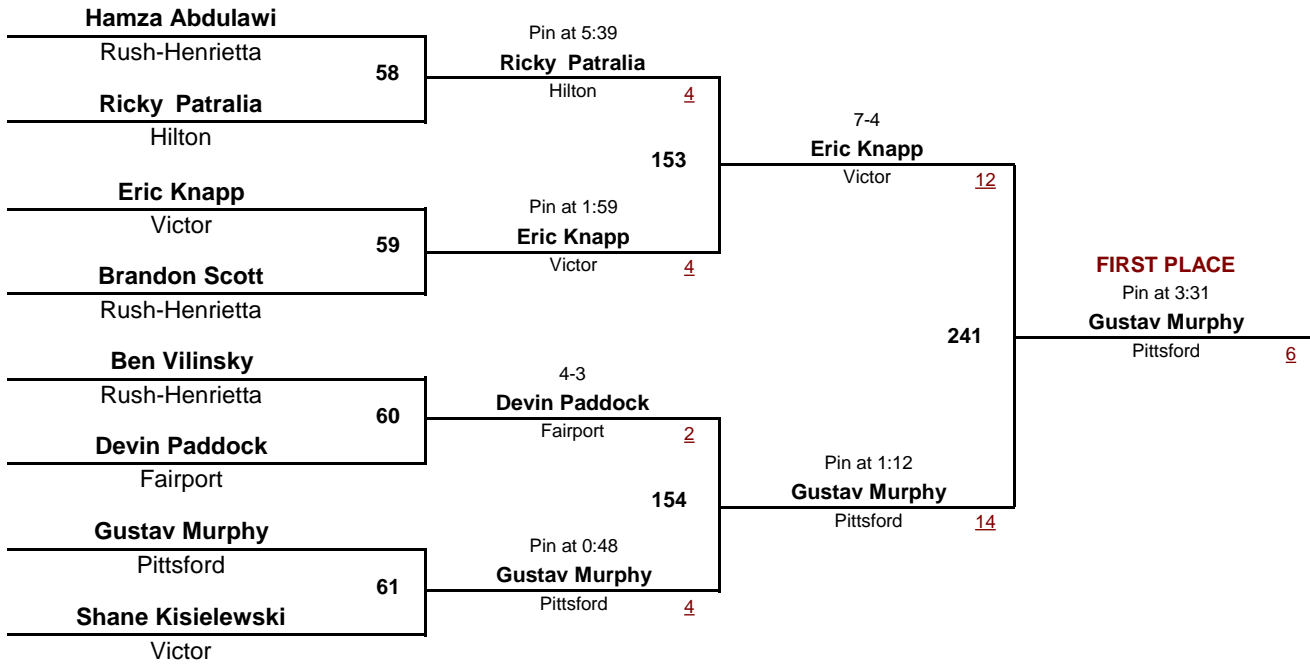 Hamza Abdulawi
Rush-Henrietta
58
Ricky Patralia
Hilton
Eric Knapp
Victor
59
Brandon Scott
Rush-Henrietta
Ben Vilinsky
Rush-Henrietta
60
Devin Paddock
Fairport
Gustav Murphy
Pittsford
61
Shane Kisielewski
Victor
Pin at 5:39
Ricky Patralia
Hilton
4
153
Pin at 1:59
Eric Knapp
Victor
4
4-3
Devin Paddock
Fairport
2
154
Pin at 0:48
Gustav Murphy
Pittsford
4
7-4
Eric Knapp
Victor
12
241
Pin at 1:12
Gustav Murphy
Pittsford
14
FIRST PLACE
Pin at 3:31
Gustav Murphy
Pittsford
6